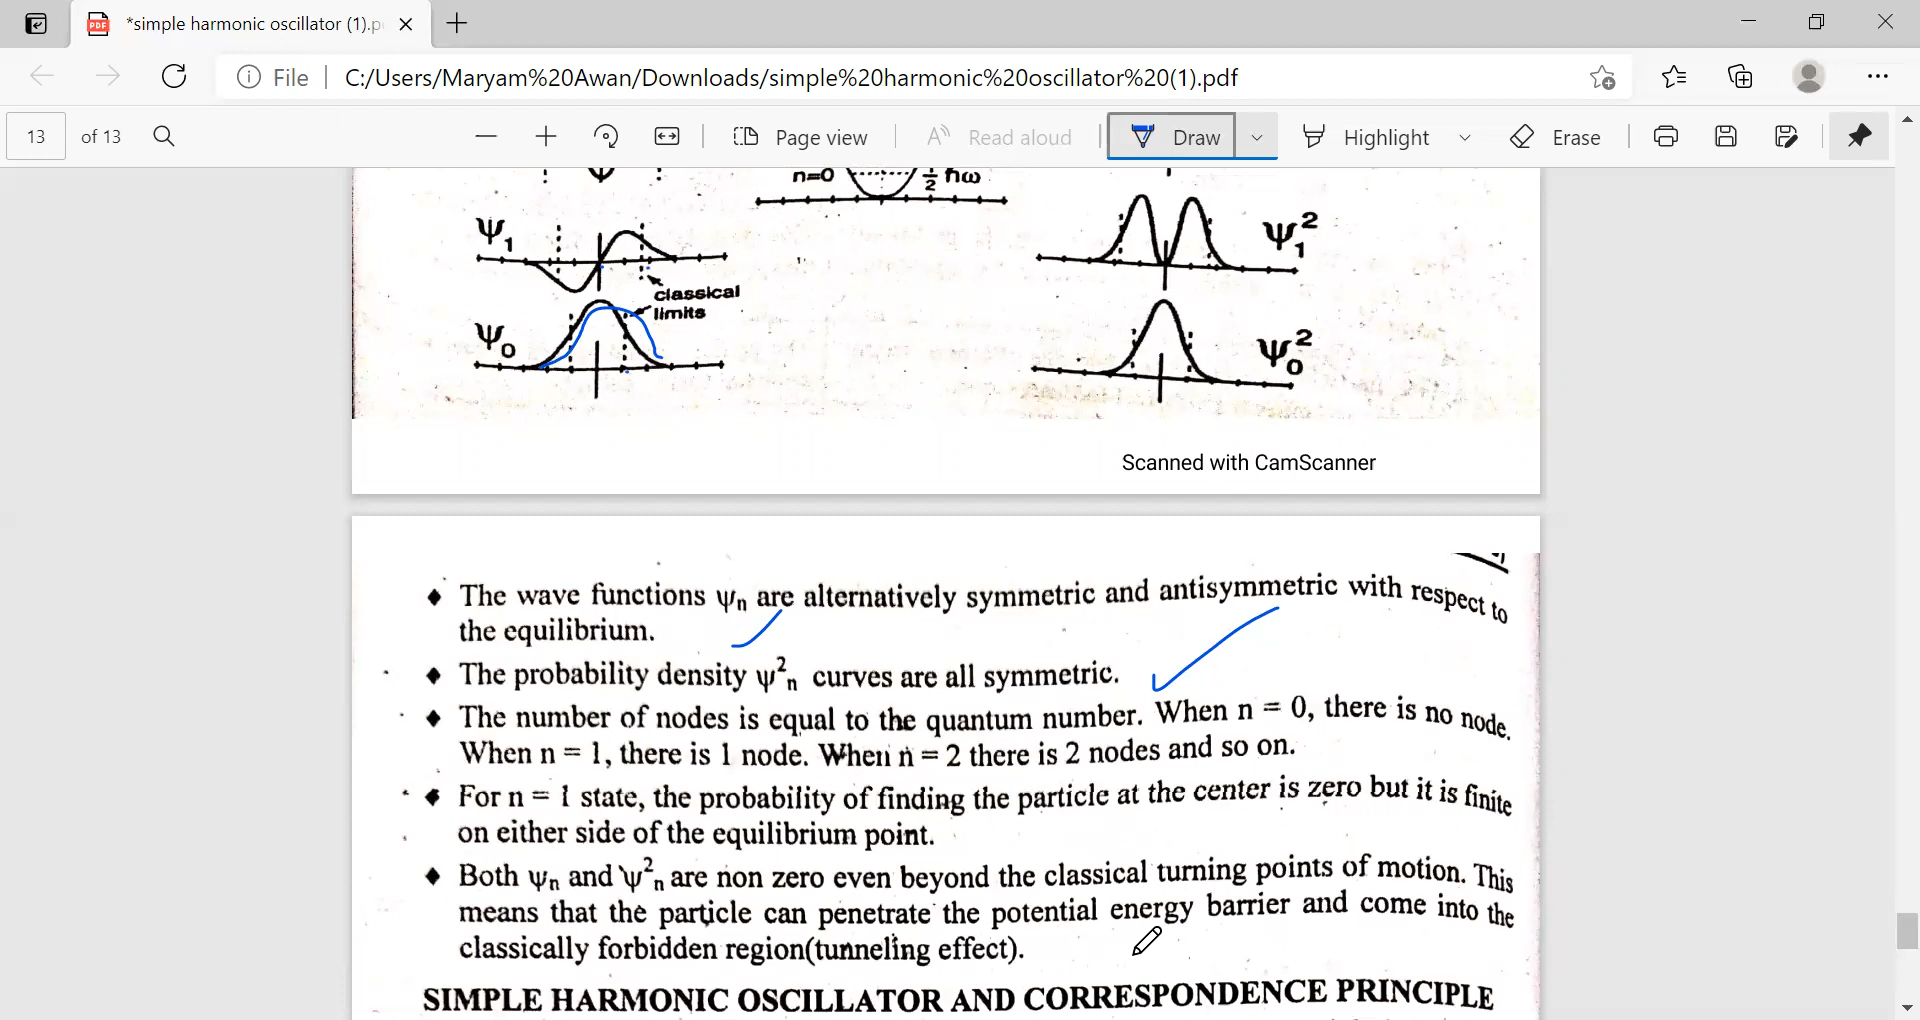 *simple harmonic oscillator (1).p
File | C:/Users/Maryam%20Awan/Downloads/simple%20harmonic%20oscillator%20(1).pdf
13 of 13 Page view Read aloud Draw Highlight Erase
ψ n=0 1/2 ħω
ψ₁ ψ₁²
classical
limits
ψ₀ ψ₀²
Scanned with CamScanner
♦ The wave functions ψn are alternatively symmetric and antisymmetric with respect to
the equilibrium.
♦ The probability density ψ²n curves are all symmetric.
♦ The number of nodes is equal to the quantum number. When n = 0, there is no node.
When n = 1, there is 1 node. When n = 2 there is 2 nodes and so on.
♦ For n = 1 state, the probability of finding the particle at the center is zero but it is finite
on either side of the equilibrium point.
♦ Both ψn and ψ²n are non zero even beyond the classical turning points of motion. This
means that the particle can penetrate the potential energy barrier and come into the
classically forbidden region(tunneling effect).
SIMPLE HARMONIC OSCILLATOR AND CORRESPONDENCE PRINCIPLE